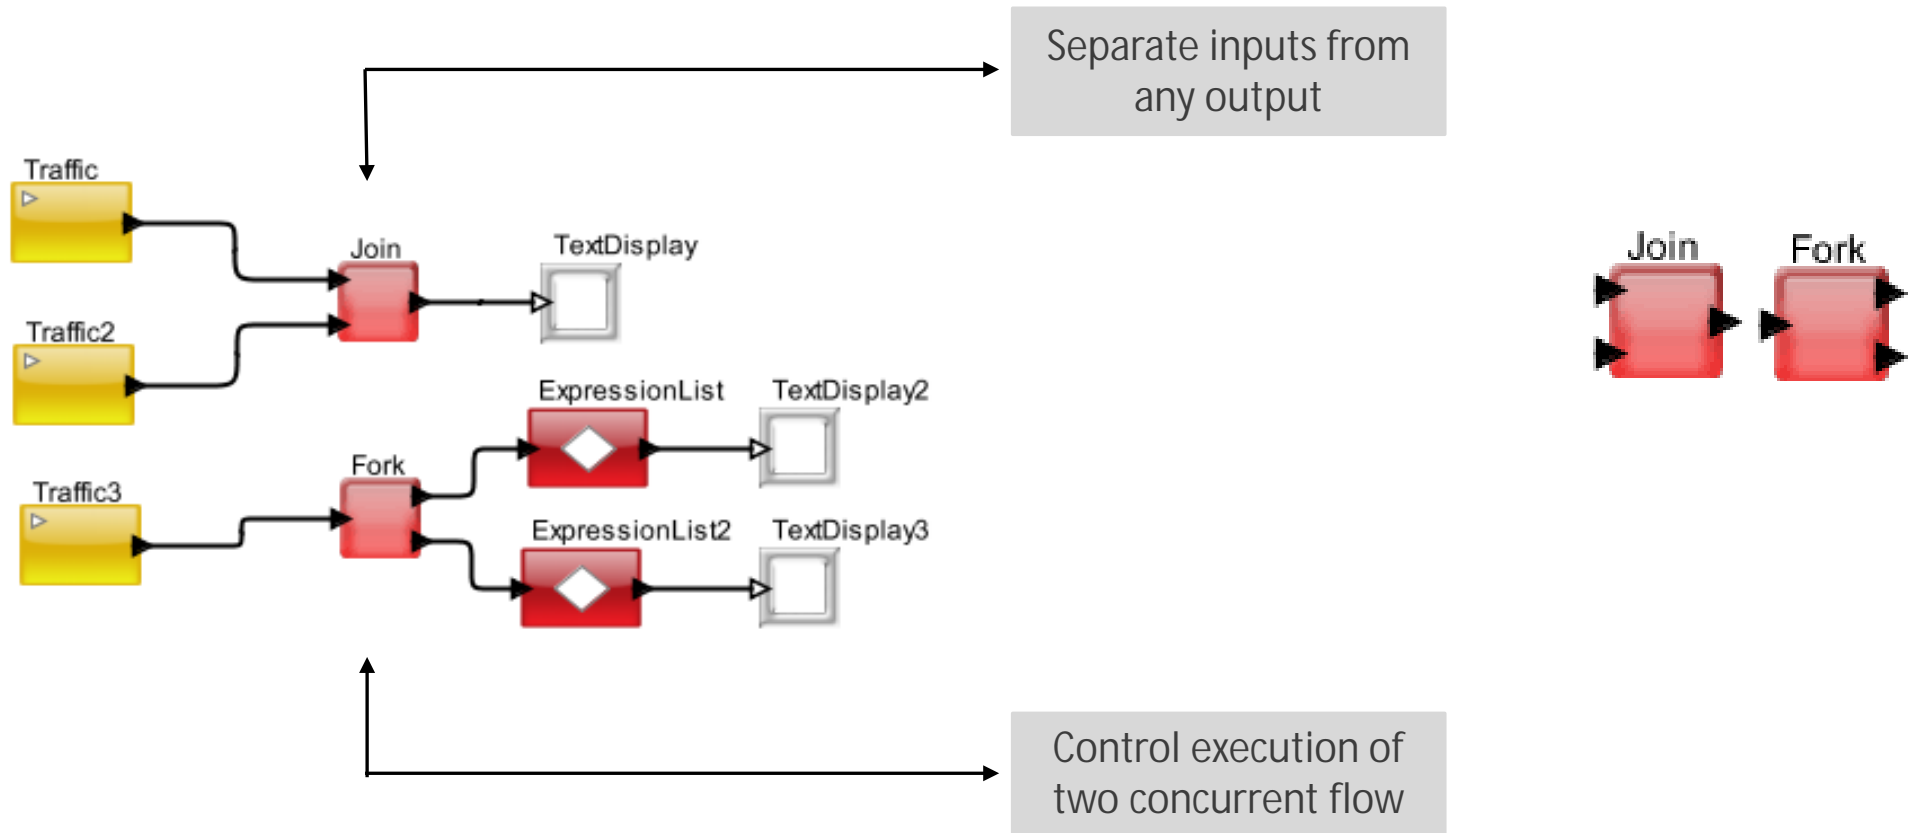 Separate inputs from
any output
Traffic
Join
TextDisplay
Join
Fork
Traffic2
ExpressionList
TextDisplay2
Fork
Traffic3
ExpressionList2
TextDisplay3
Control execution of
two concurrent flow